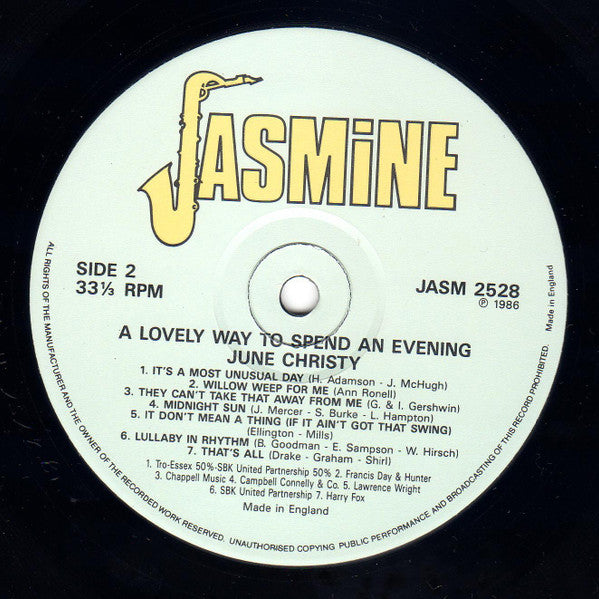 JASMiNE
SIDE 2
33⅓ RPM
JASM 2528
℗ 1986
A LOVELY WAY TO SPEND AN EVENING
JUNE CHRISTY
1. IT'S A MOST UNUSUAL DAY (H. Adamson - J. McHugh)
2. WILLOW WEEP FOR ME (Ann Ronell)
3. THEY CAN'T TAKE THAT AWAY FROM ME (G. & I. Gershwin)
4. MIDNIGHT SUN (J. Mercer - S. Burke - L. Hampton)
5. IT DON'T MEAN A THING (IF IT AIN'T GOT THAT SWING)
(Ellington - Mills)
6. LULLABY IN RHYTHM (B. Goodman - E. Sampson - W. Hirsch)
7. THAT'S ALL (Drake - Graham - Shirl)
1. Tro-Essex 50%-SBK United Partnership 50% 2. Francis Day & Hunter
3. Chappell Music 4. Campbell Connelly & Co. 5. Lawrence Wright
6. SBK United Partnership 7. Harry Fox
Made in England
ALL RIGHTS OF THE MANUFACTURER AND THE OWNER OF THE RECORDED WORK RESERVED. UNAUTHORISED COPYING PUBLIC PERFORMANCE AND BROADCASTING OF THIS RECORD PROHIBITED. Made in England